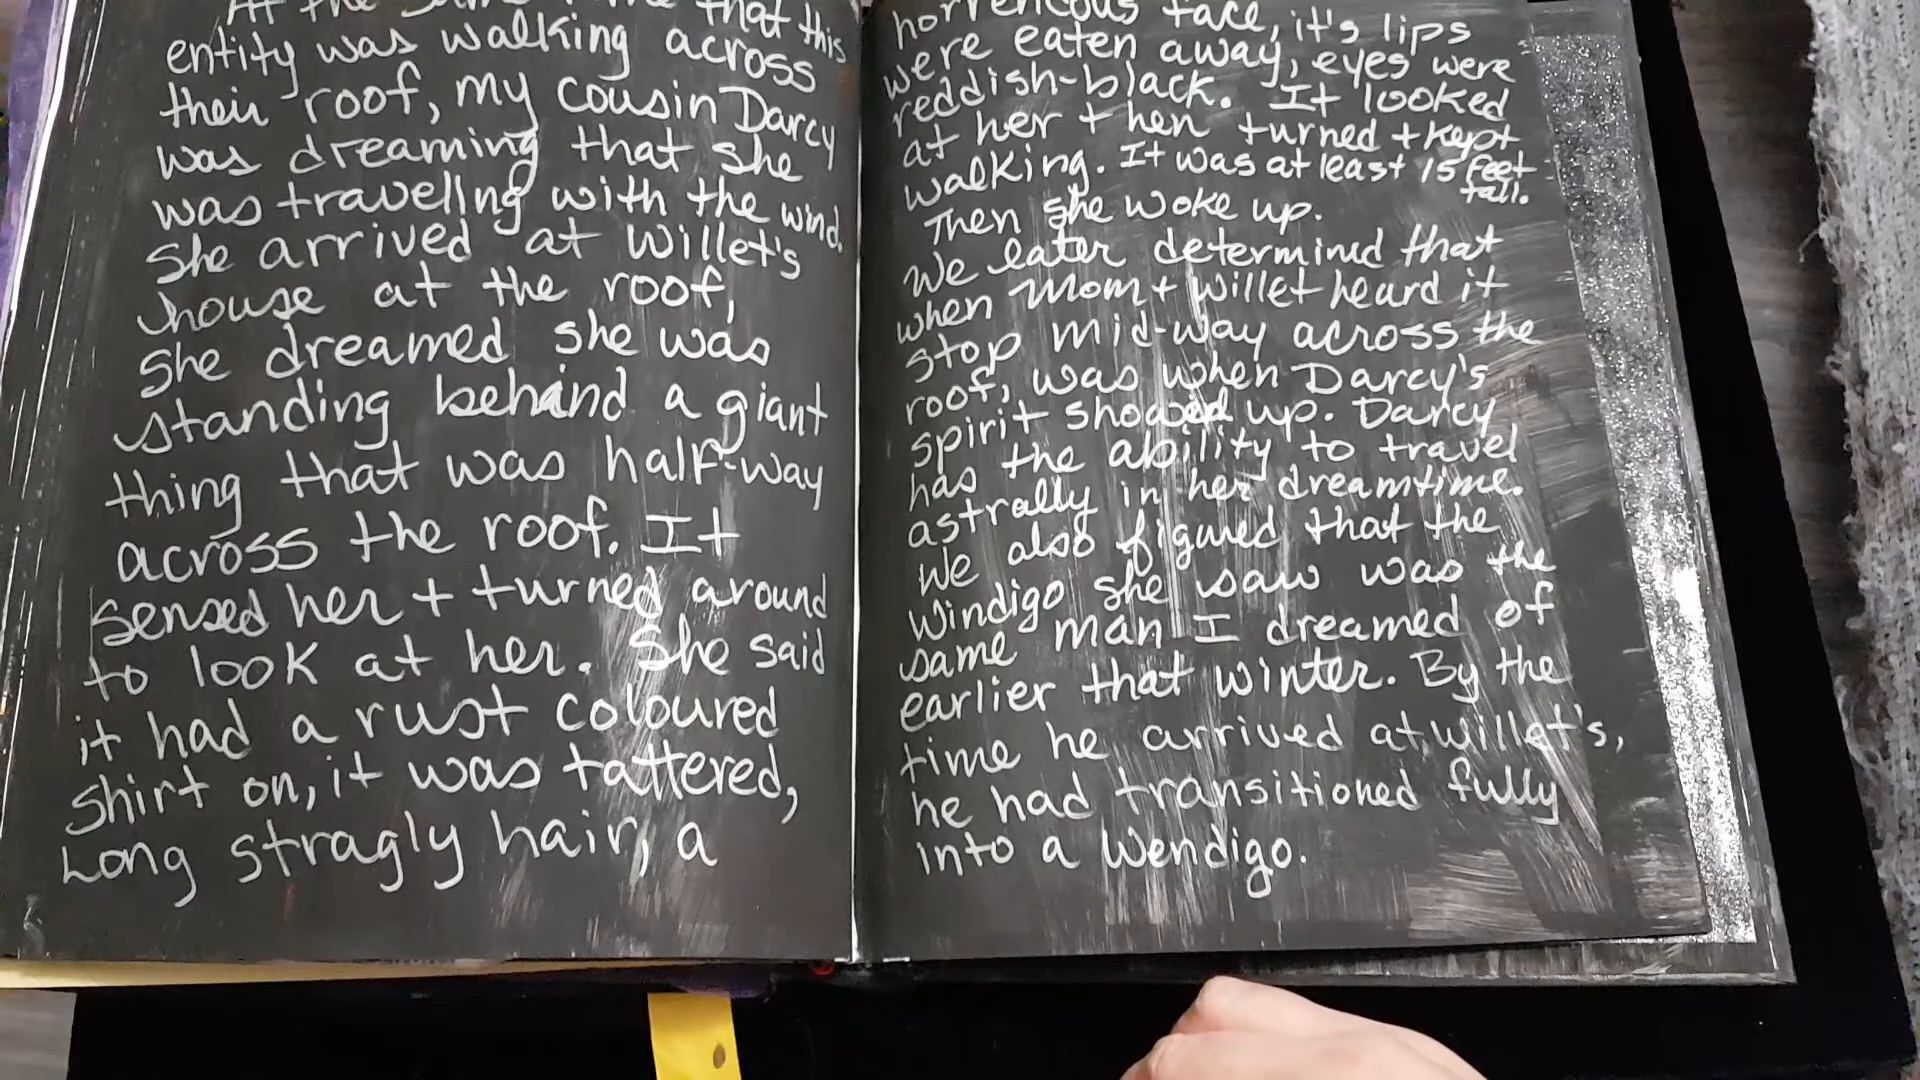 At the same time that this
entity was walking across
their roof, my cousin Darcy
was dreaming that she
was traveling with the wind.
She arrived at Willet's
house at the roof,
She dreamed she was
standing behind a giant
thing that was half-way
across the roof. It
sensed her + turned around
to look at her. She said
it had a rust coloured
shirt on, it was tattered,
Long stragly hair, a
horrendous face, it's lips
were eaten away, eyes were
reddish-black. It looked
at her then turned + kept
walking. It was at least 15 feet
tall.
Then she woke up.
We later determined that
when Mom + Willet heard it
stop mid-way across the
roof, was when Darcy's
spirit showed up. Darcy
has the ability to travel
astrally in her dreamtime.
We also figured that the
Windigo she saw was the
same man I dreamed of
earlier that winter. By the
time he arrived at Willet's,
he had transitioned fully
into a Wendigo.